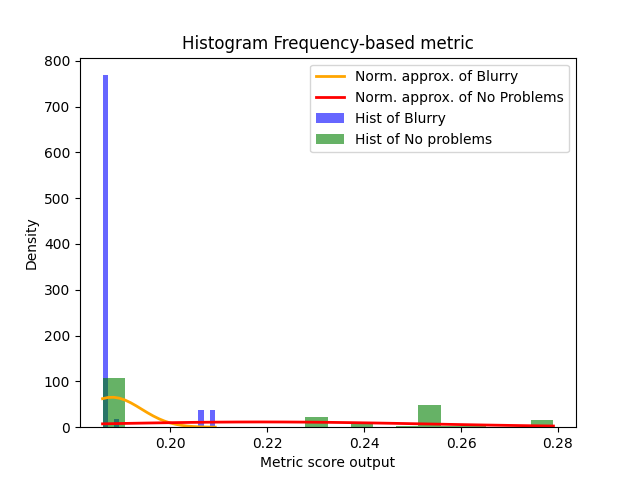 Histogram Frequency-based metric
Norm. approx. of Blurry
Norm. approx. of No Problems
Hist of Blurry
Hist of No problems
Density
800
700
600
500
400
300
200
100
0
0.20 0.22 0.24 0.26 0.28
Metric score output